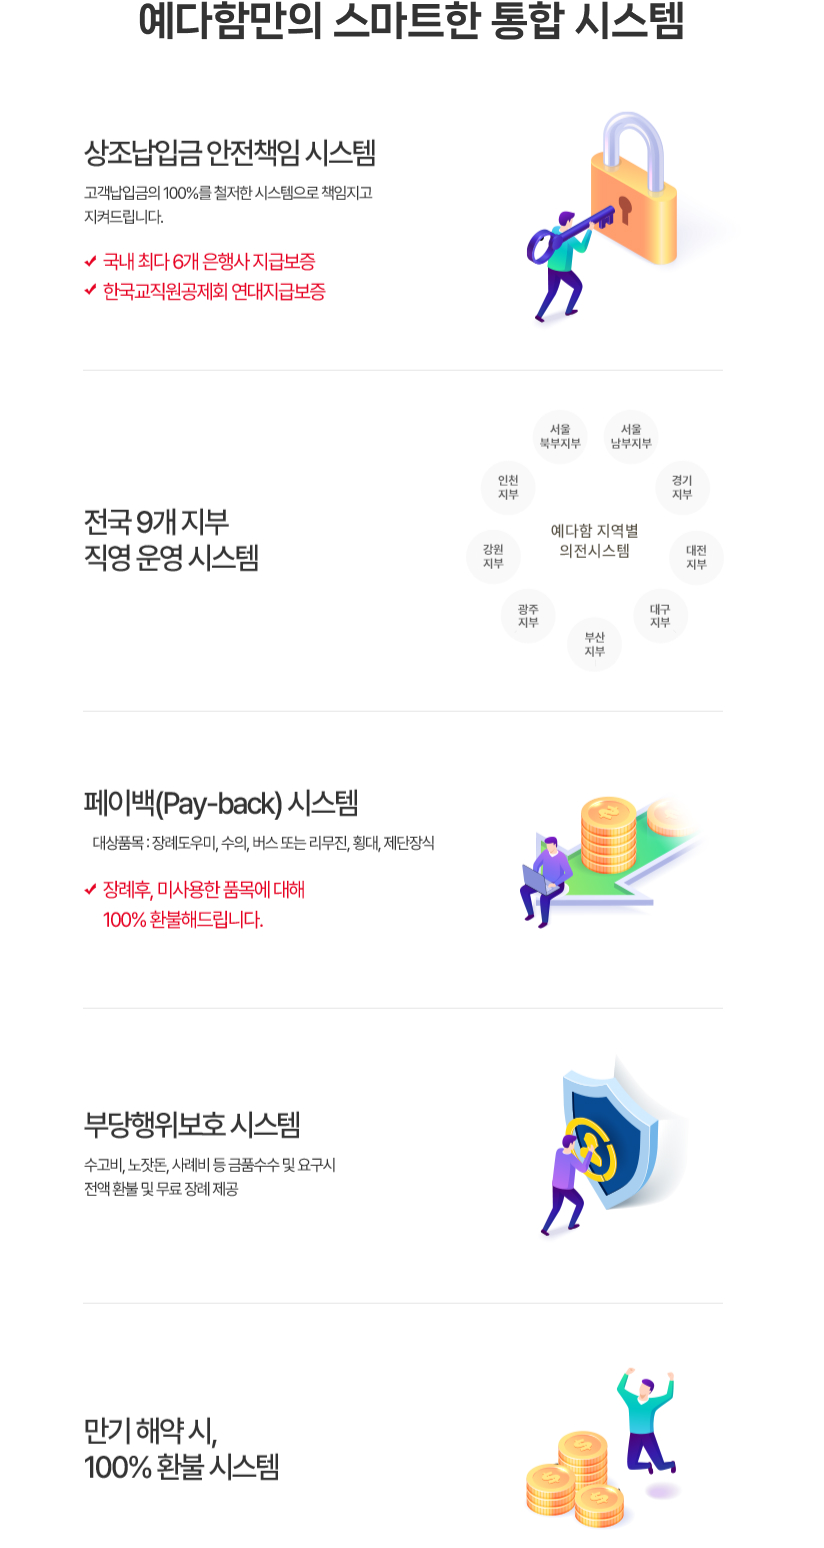 예다함만의 스마트한 통합 시스템
상조납입금 안전책임 시스템
고객납입금의 100%를 철저한 시스템으로 책임지고
지켜드립니다.
국내 최다 6개 은행사 지급보증
한국교직원공제회 연대지급보증
전국 9개 지부
직영 운영 시스템
서울
북부지부
서울
남부지부
인천
지부
경기
지부
예다함 지역별
의전시스템
강원
지부
대전
지부
광주
지부
대구
지부
부산
지부
페이백(Pay-back) 시스템
대상품목 : 장례도우미, 수의, 버스 또는 리무진, 횡대, 제단장식
장례후, 미사용한 품목에 대해
100% 환불해드립니다.
부당행위보호 시스템
수고비, 노잣돈, 사례비 등 금품수수 및 요구시
전액 환불 및 무료 장례 제공
만기 해약 시,
100% 환불 시스템